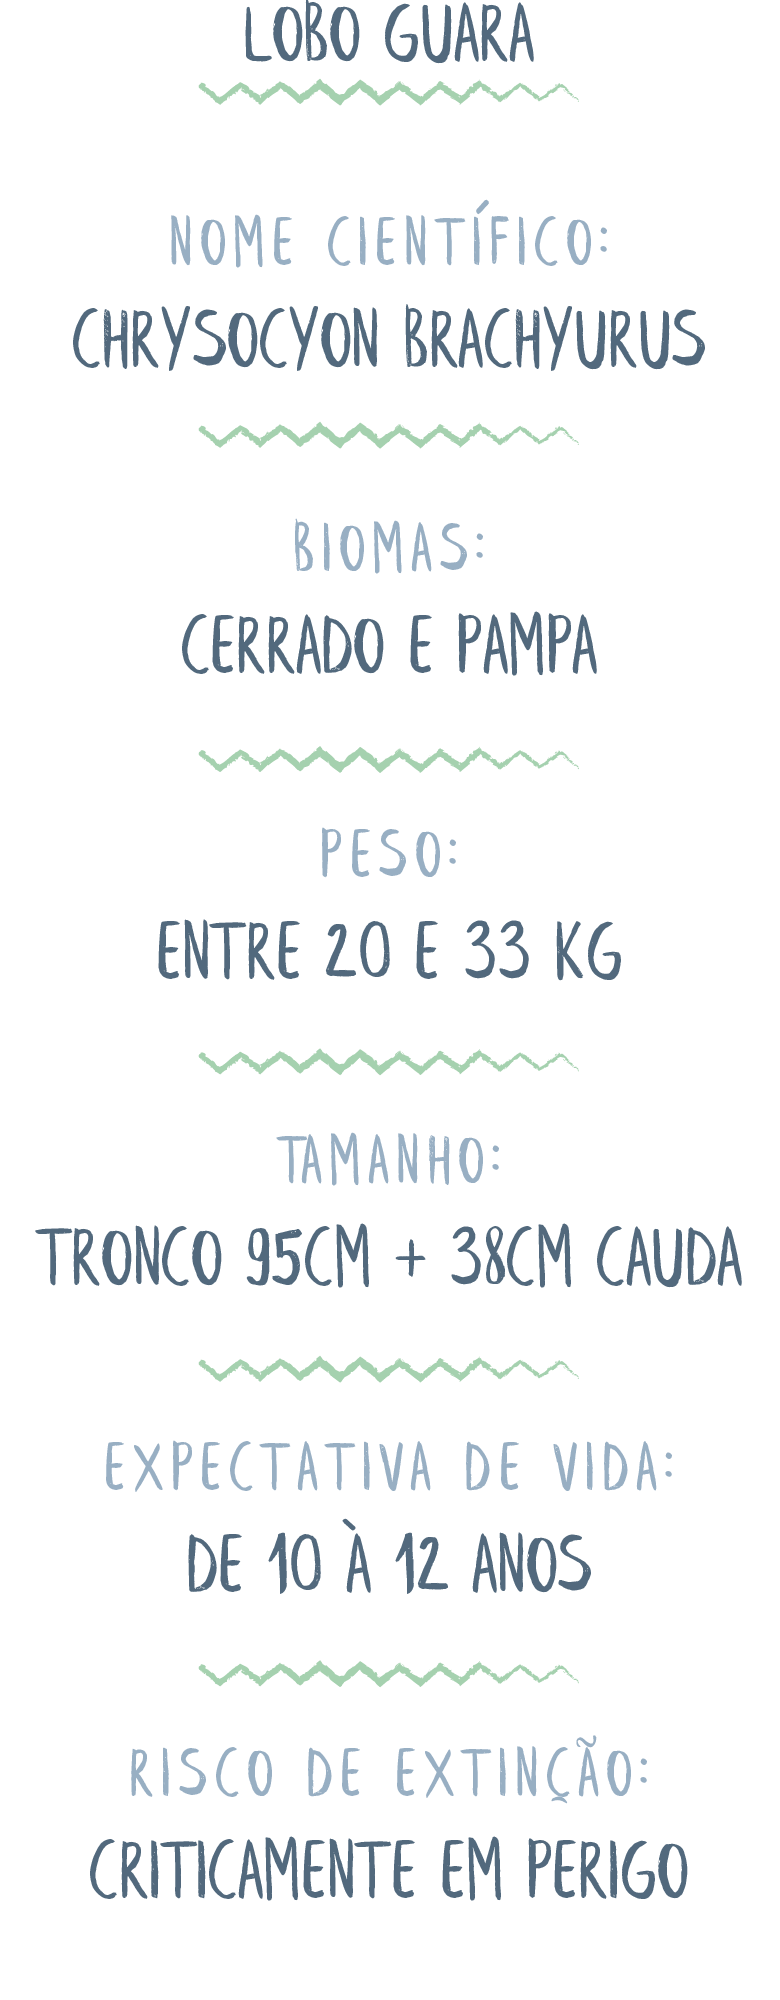 LOBO GUARA
NOME CIENTÍFICO:
CHRYSOCYON BRACHYURUS
BIOMAS:
CERRADO E PAMPA
PESO:
ENTRE 20 E 33 KG
TAMANHO:
TRONCO 95CM + 38CM CAUDA
EXPECTATIVA DE VIDA:
DE 10 À 12 ANOS
RISCO DE EXTINÇÃO:
CRITICAMENTE EM PERIGO